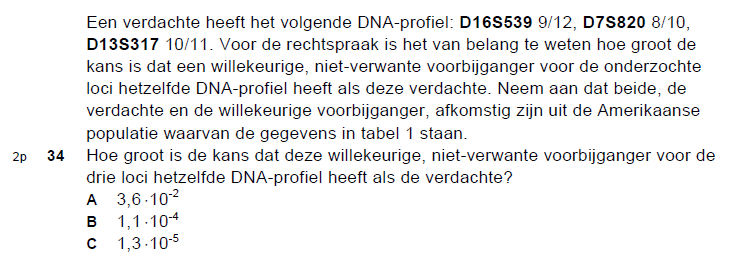 Een verdachte heeft het volgende DNA-profiel: D16S539 9/12, D7S820 8/10,
D13S317 10/11. Voor de rechtspraak is het van belang te weten hoe groot de
kans is dat een willekeurige, niet-verwante voorbijganger voor de onderzochte
loci hetzelfde DNA-profiel heeft als deze verdachte. Neem aan dat beide, de
verdachte en de willekeurige voorbijganger, afkomstig zijn uit de Amerikaanse
populatie waarvan de gegevens in tabel 1 staan.
2p 34 Hoe groot is de kans dat deze willekeurige, niet-verwante voorbijganger voor de
drie loci hetzelfde DNA-profiel heeft als de verdachte?
A 3,6·10⁻²
B 1,1·10⁻⁴
C 1,3·10⁻⁵